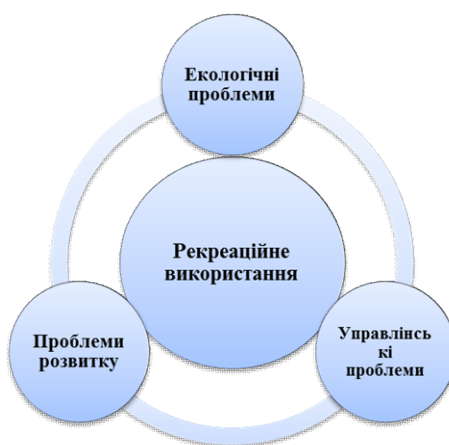 Екологічні
проблеми
Рекреаційне
використання
Проблеми
розвитку
Управлінсь
кі
проблеми